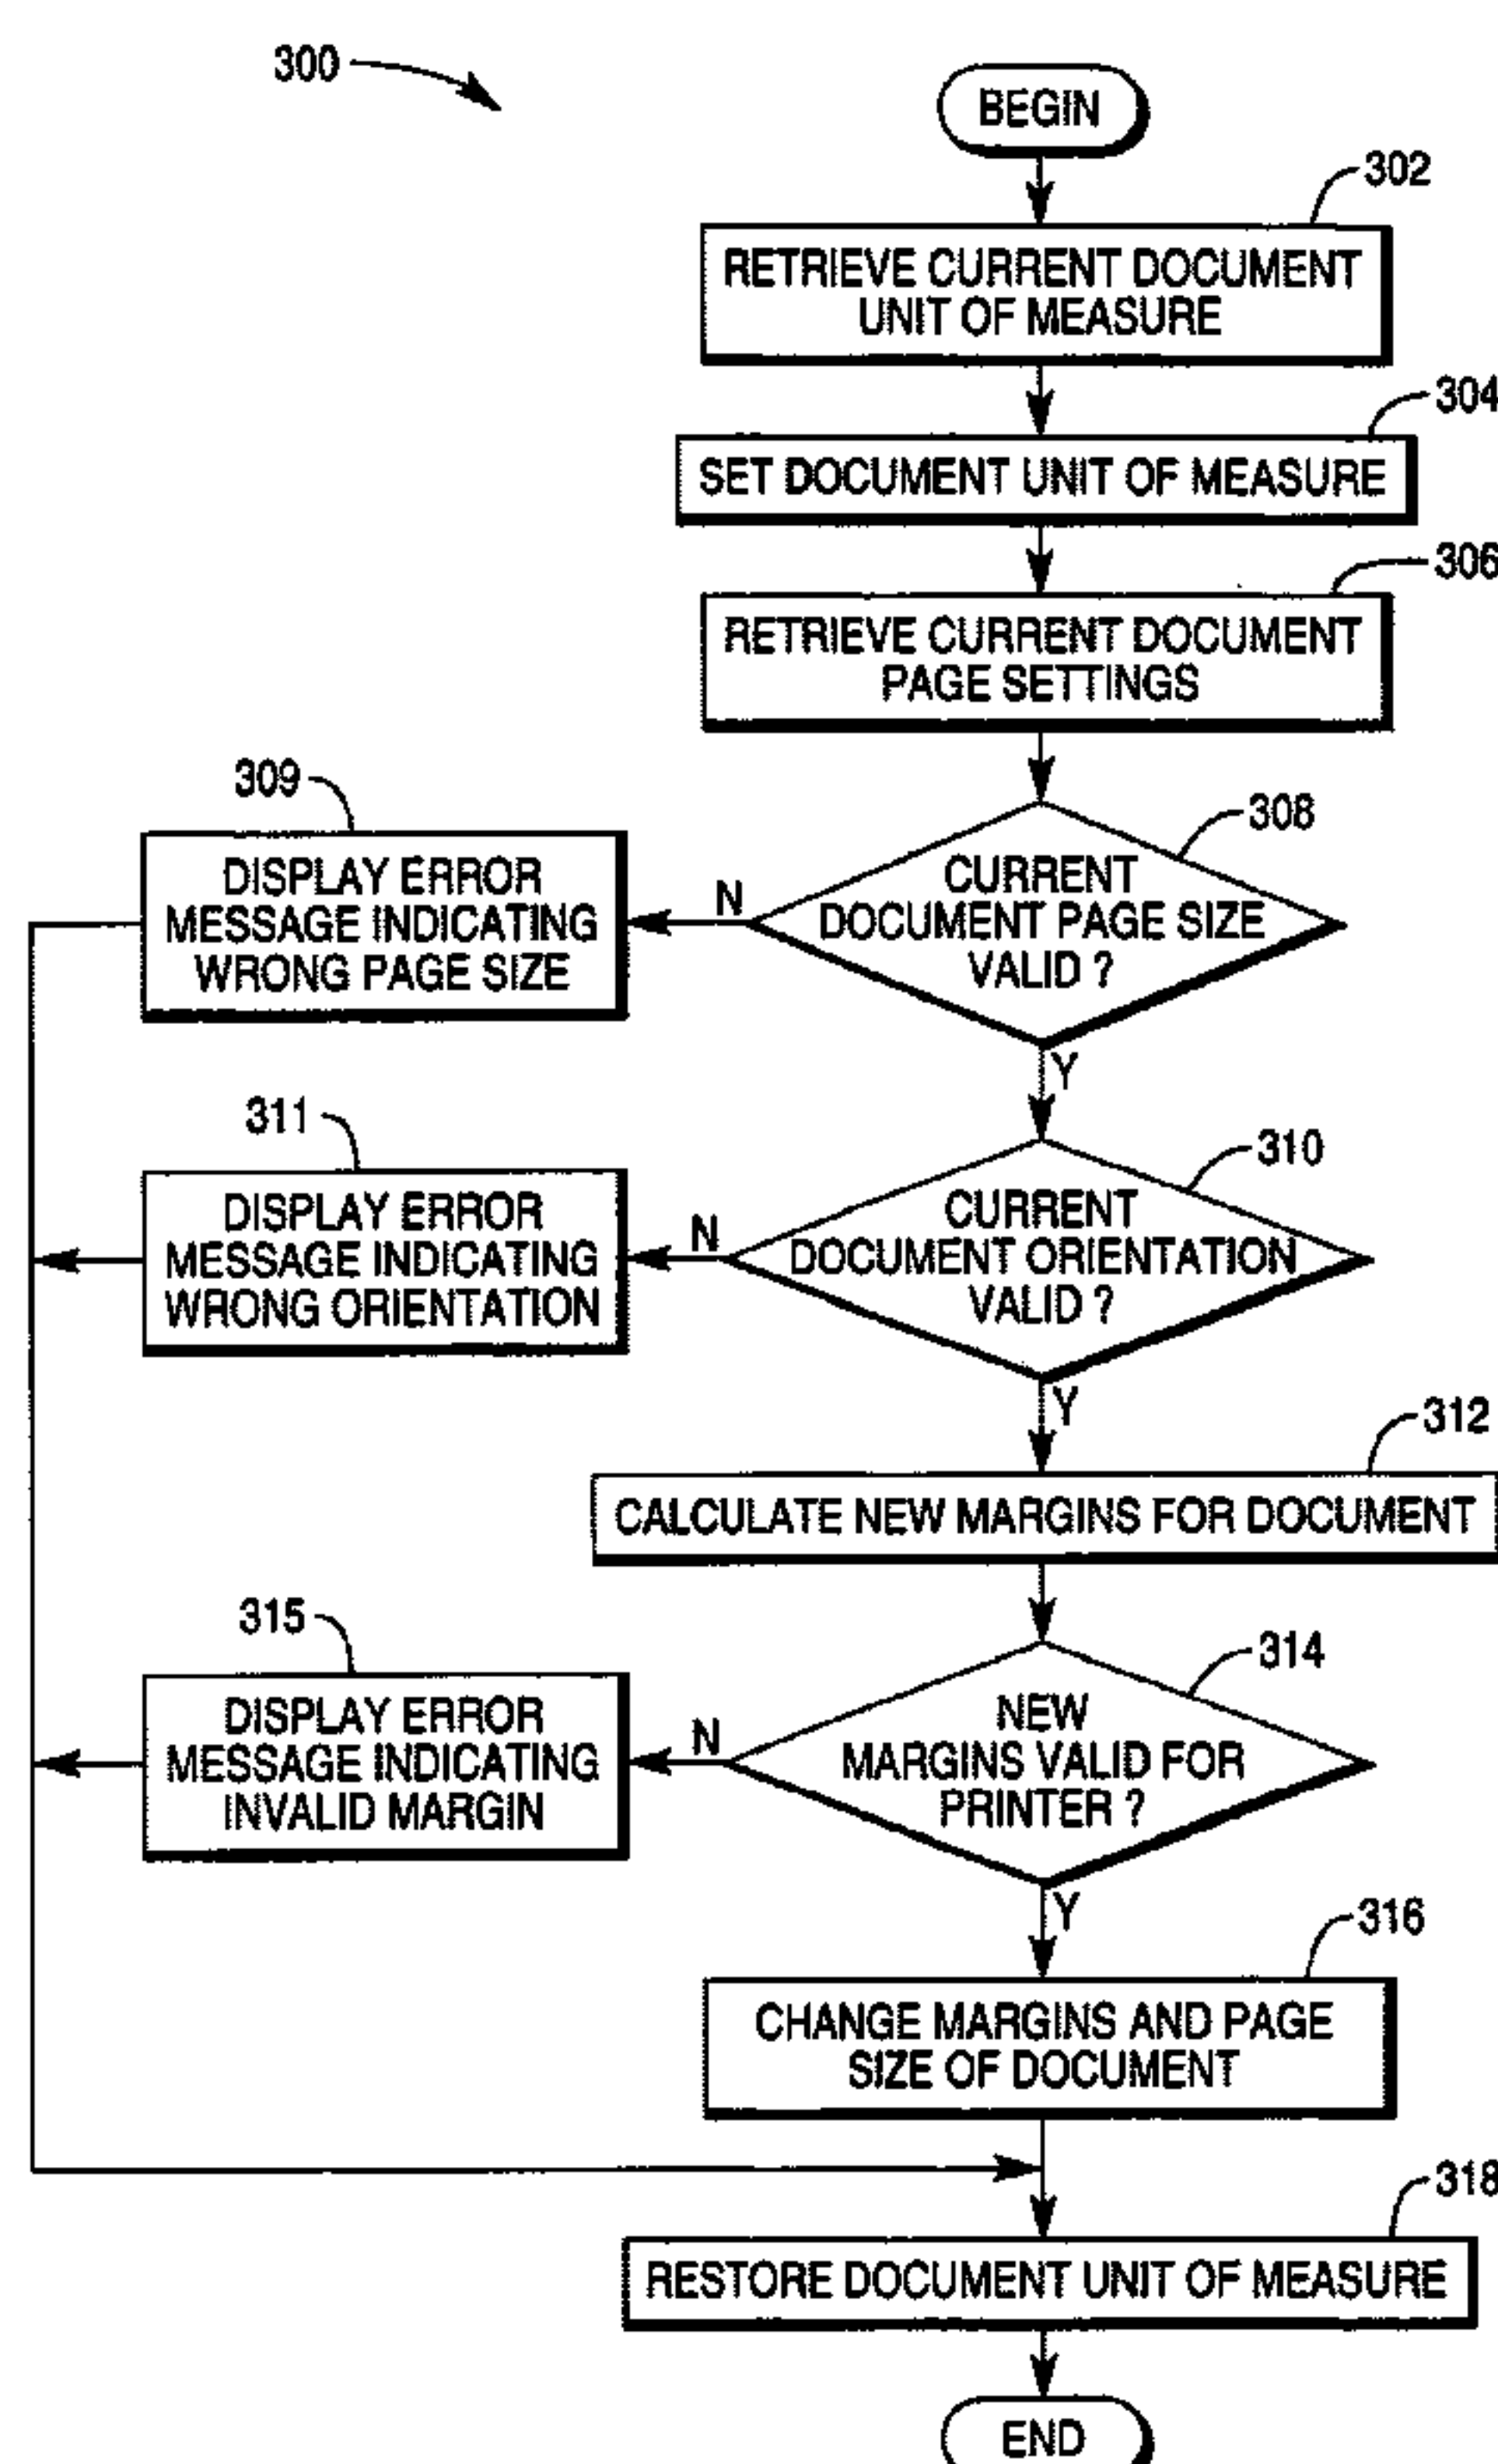 300
BEGIN
302
RETRIEVE CURRENT DOCUMENT
UNIT OF MEASURE
304
SET DOCUMENT UNIT OF MEASURE
306
RETRIEVE CURRENT DOCUMENT
PAGE SETTINGS
308
CURRENT
DOCUMENT PAGE SIZE
VALID ?
N
309
DISPLAY ERROR
MESSAGE INDICATING
WRONG PAGE SIZE
Y
310
CURRENT
DOCUMENT ORIENTATION
VALID ?
N
311
DISPLAY ERROR
MESSAGE INDICATING
WRONG ORIENTATION
Y
312
CALCULATE NEW MARGINS FOR DOCUMENT
314
NEW
MARGINS VALID FOR
PRINTER ?
N
315
DISPLAY ERROR
MESSAGE INDICATING
INVALID MARGIN
Y
316
CHANGE MARGINS AND PAGE
SIZE OF DOCUMENT
318
RESTORE DOCUMENT UNIT OF MEASURE
END